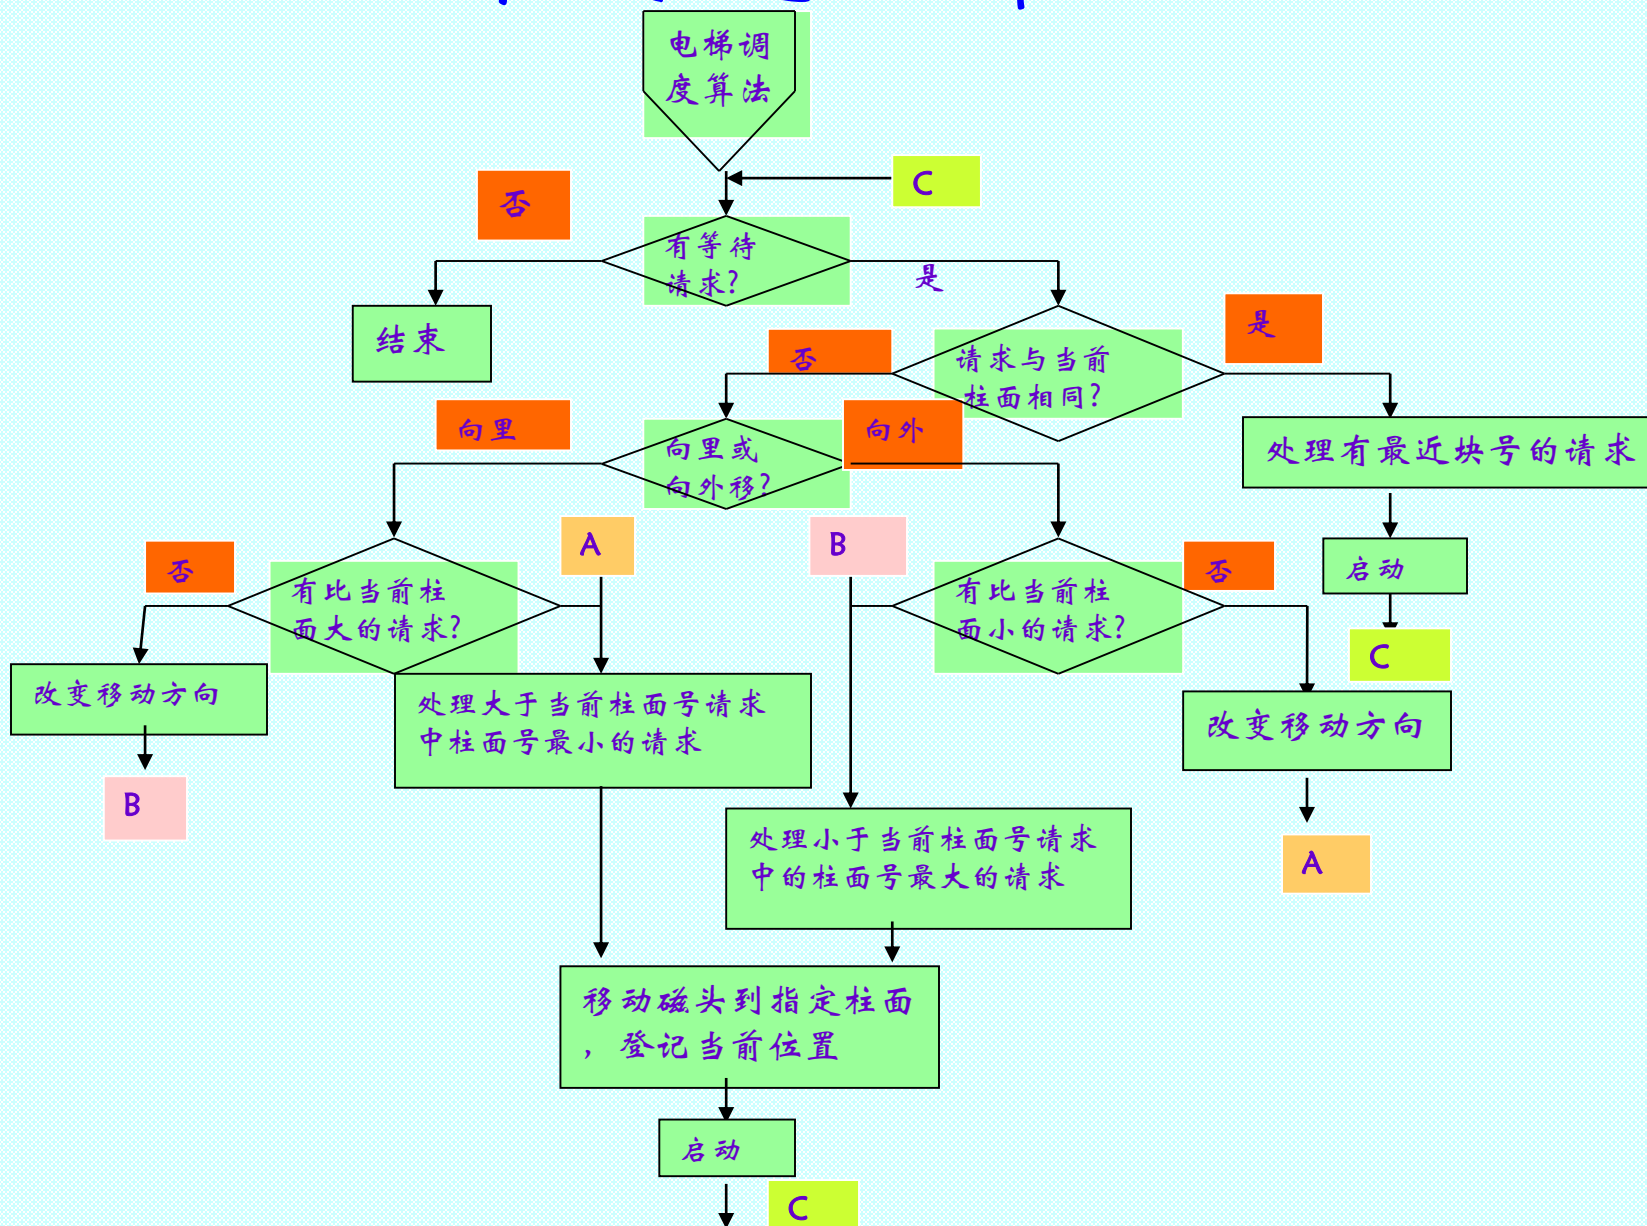 电梯调
度算法
C
否
有等待
请求?
是
结束
是
否
请求与当前
柱面相同?
向里
向里或
向外移?
向外
处理有最近块号的请求
A
B
否
有比当前柱
面大的请求?
有比当前柱
面小的请求?
否
启动
C
改变移动方向
处理大于当前柱面号请求
中柱面号最小的请求
改变移动方向
B
处理小于当前柱面号请求
中的柱面号最大的请求
A
移动磁头到指定柱面
,登记当前位置
启动
C